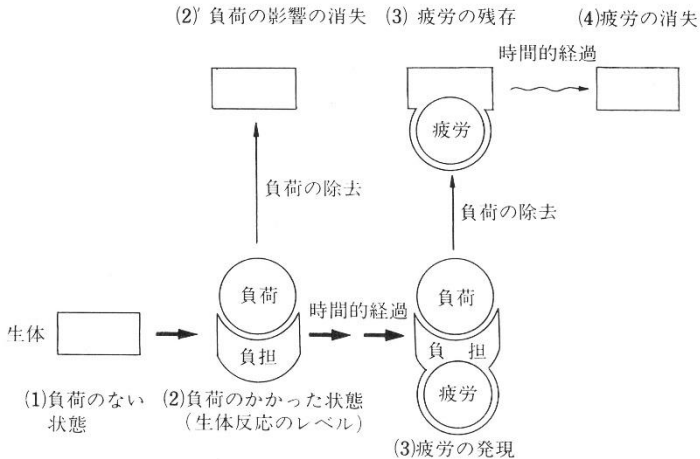 (2)′ 負荷の影響の消失
(3) 疲労の残存
(4)疲労の消失
時間的経過
疲労
負荷の除去
負荷の除去
負荷
負荷
生体
時間的経過
負担
負 担
疲労
(1)負荷のない
状態
(2)負荷のかかった状態
(生体反応のレベル)
(3)疲労の発現